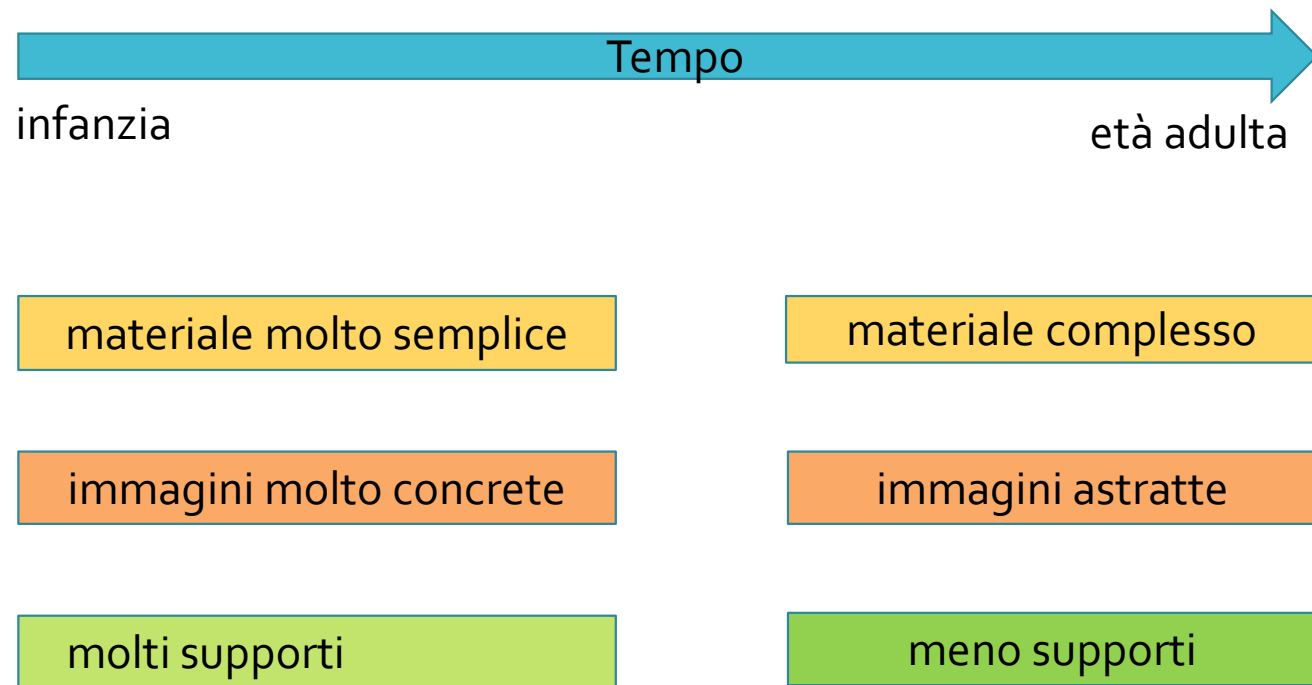 Tempo
infanzia
età adulta
materiale molto semplice
materiale complesso
immagini molto concrete
immagini astratte
molti supporti
meno supporti